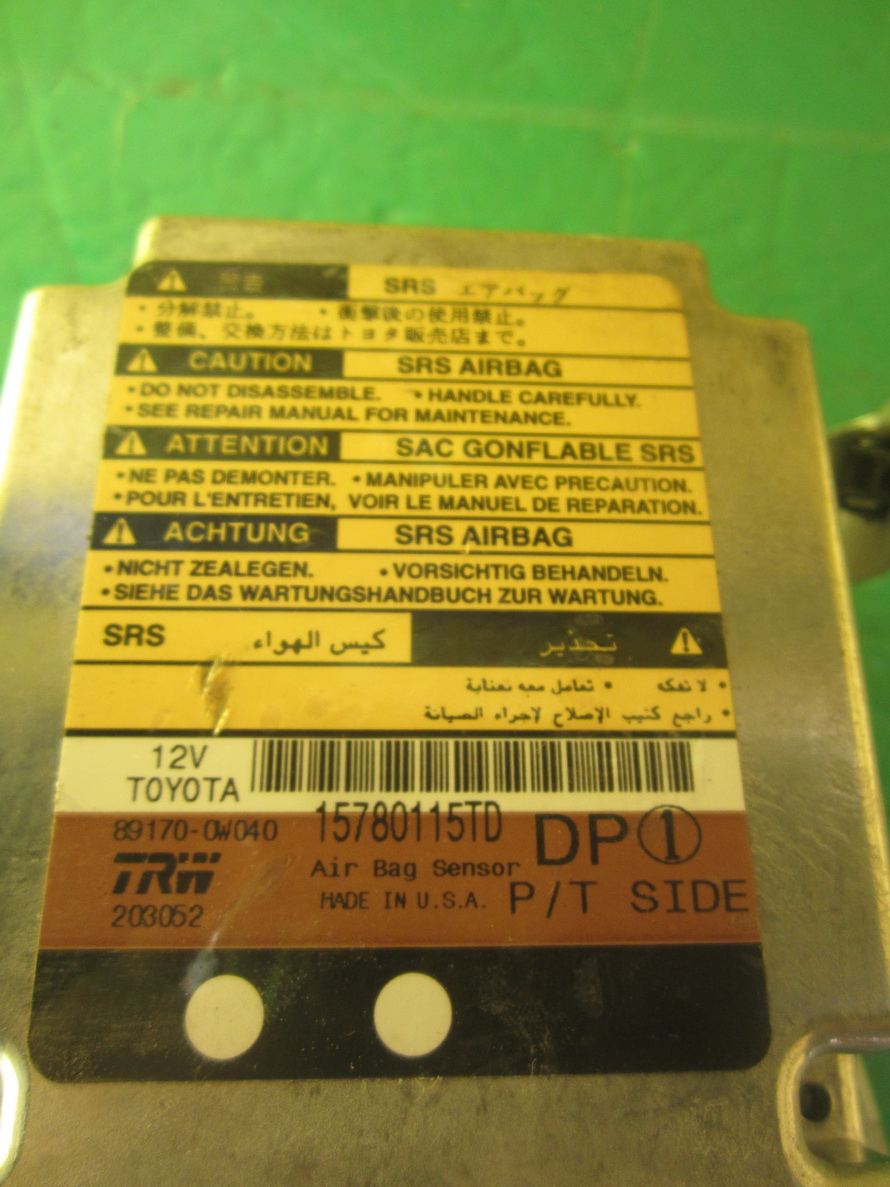 警告 SRS エアバッグ
・分解禁止。 ・衝撃後の使用禁止。
・整備、交換方法はトヨタ販売店まで。
CAUTION SRS AIRBAG
•DO NOT DISASSEMBLE. •HANDLE CAREFULLY.
•SEE REPAIR MANUAL FOR MAINTENANCE.
ATTENTION SAC GONFLABLE SRS
•NE PAS DEMONTER. •MANIPULER AVEC PRECAUTION.
•POUR L'ENTRETIEN, VOIR LE MANUEL DE REPARATION.
ACHTUNG SRS AIRBAG
•NICHT ZEALEGEN. •VORSICHTIG BEHANDELN.
•SIEHE DAS WARTUNGSHANDBUCH ZUR WARTUNG.
تحذير كيس الهواء SRS
• لا تفكه • تعامل معه بعناية
• راجع كتيب الإصلاح لإجراء الصيانة
12V
TOYOTA
89170-0W040 15780115TD DP①
TRW Air Bag Sensor
203052 MADE IN U.S.A. P/T SIDE